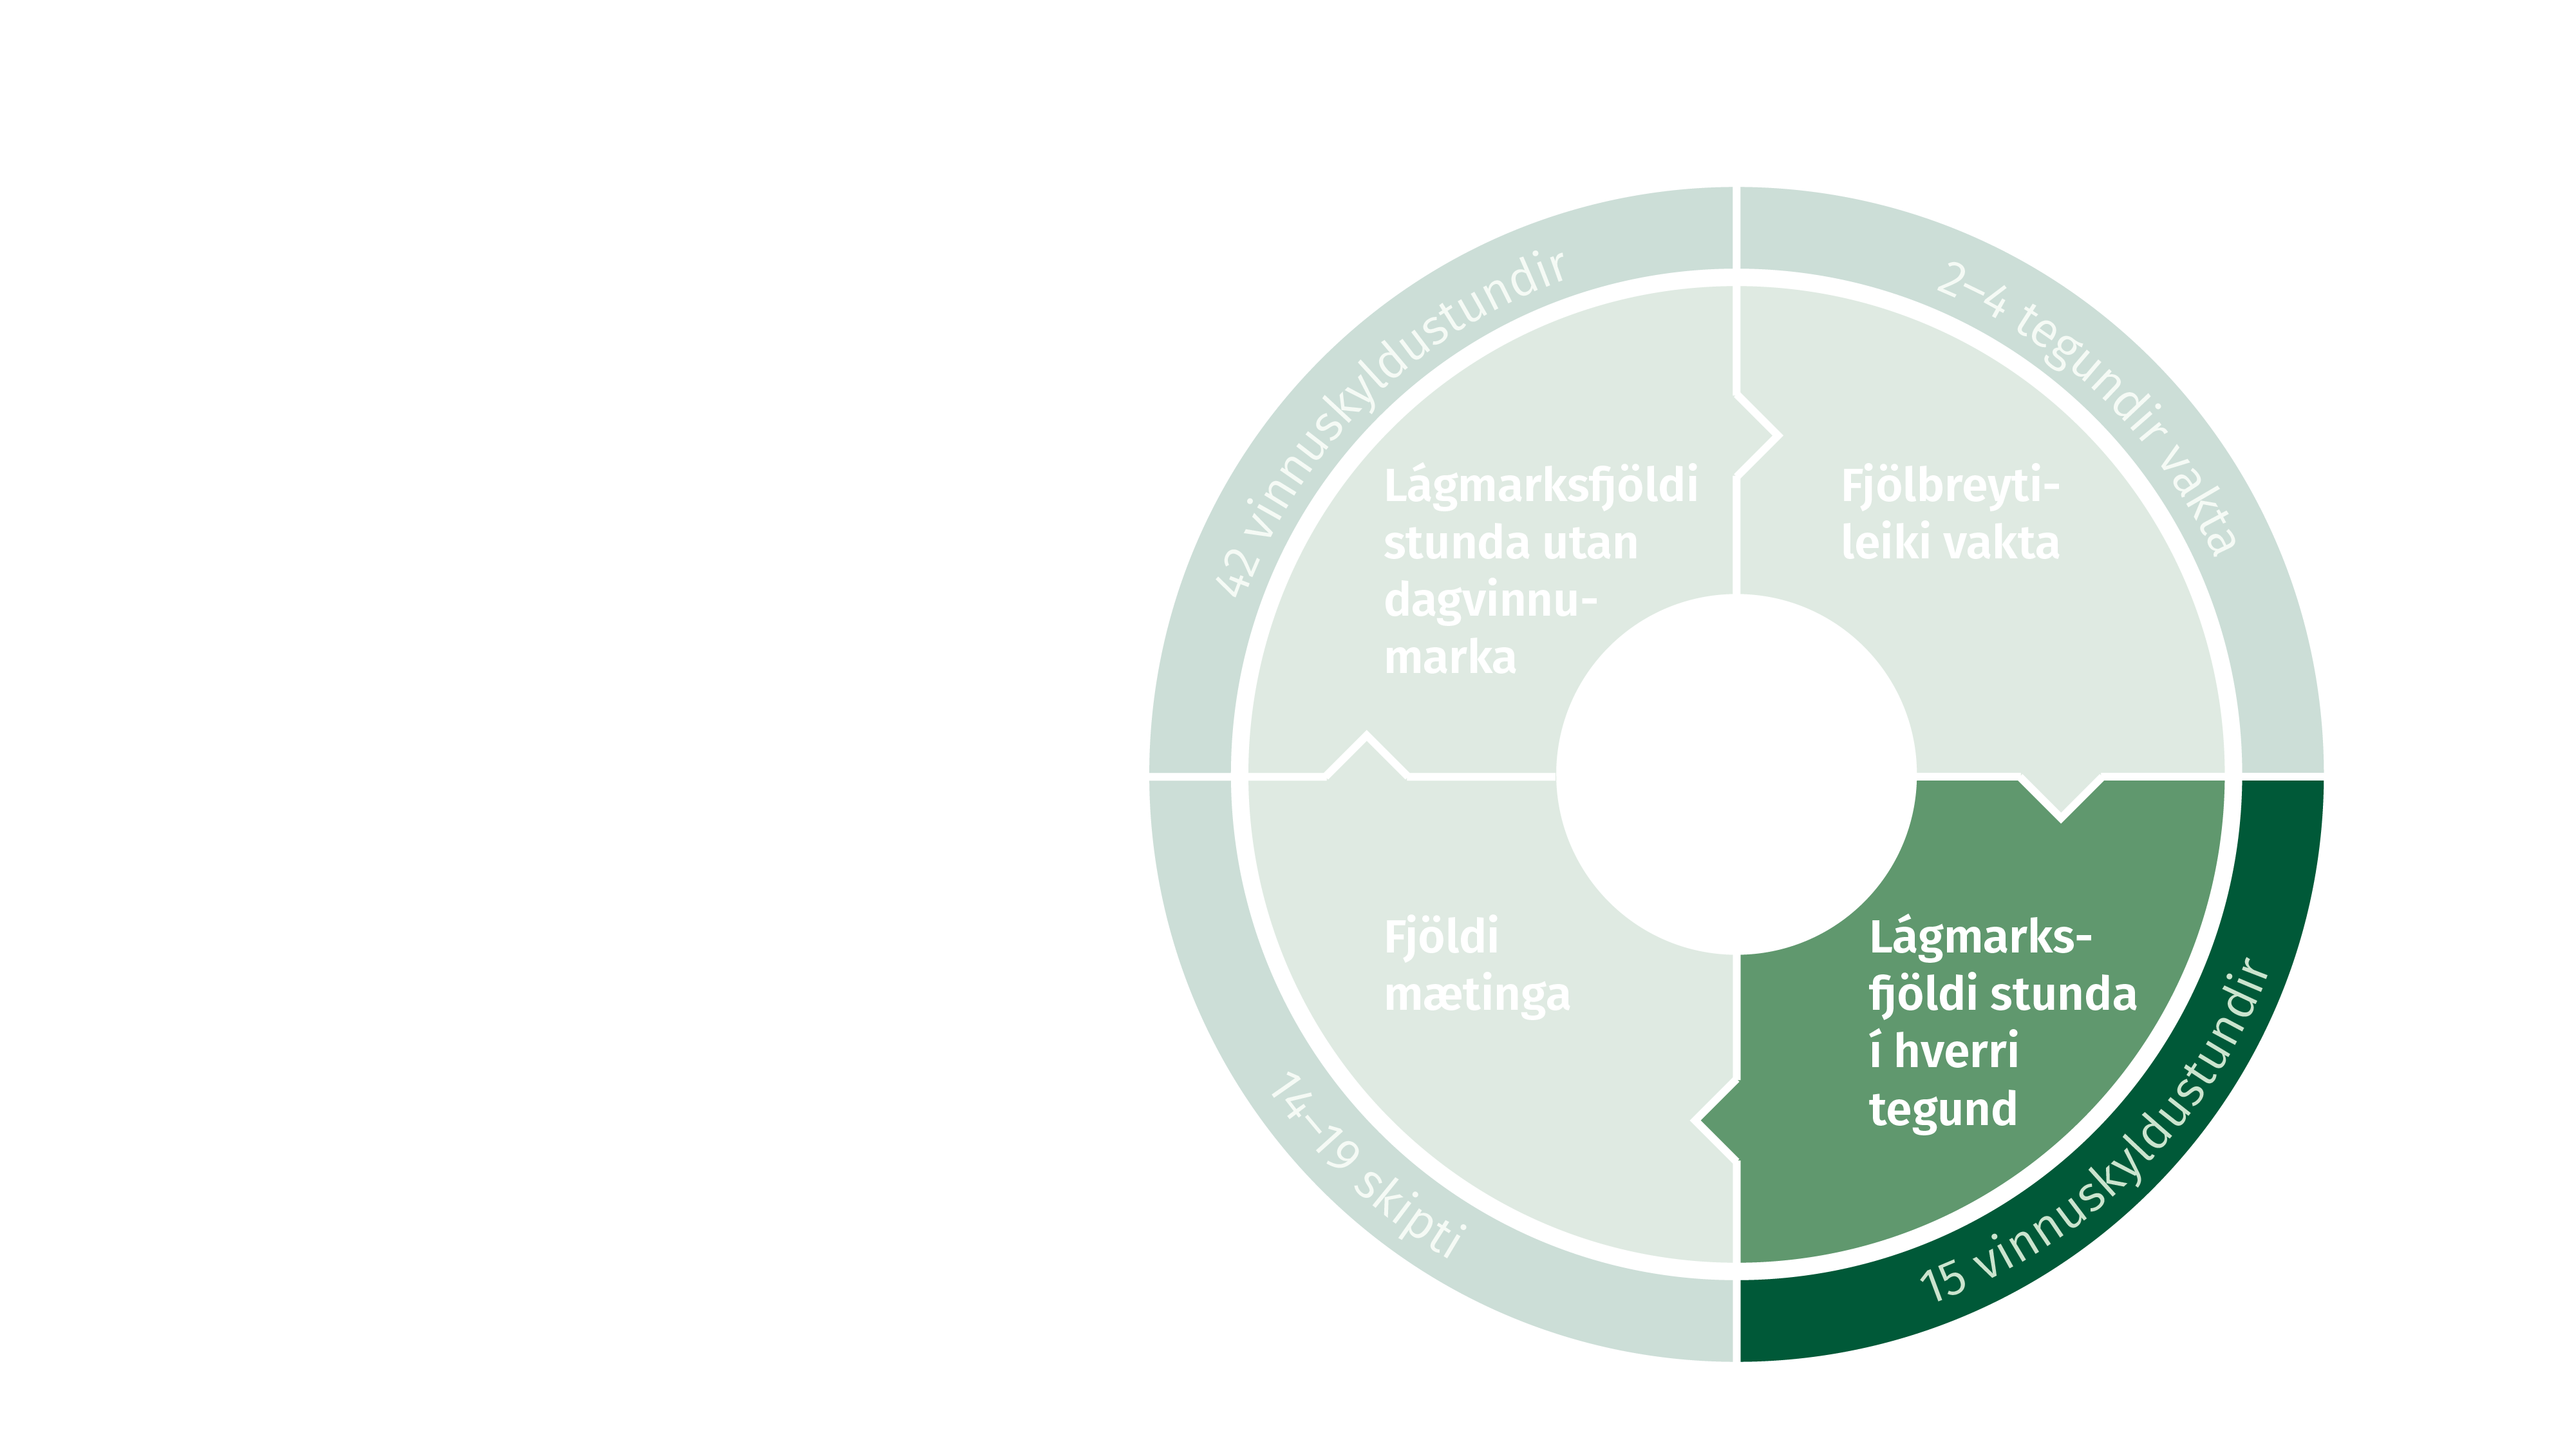 42 vinnuskyldustundir
Lágmarksfjöldi
stunda utan
dagvinnu-
marka
2–4 tegundir vakta
Fjölbreyti-
leiki vakta
Lágmarks-
fjöldi stunda
í hverri
tegund
15 vinnuskyldustundir
Fjöldi
mætinga
14–19 skipti